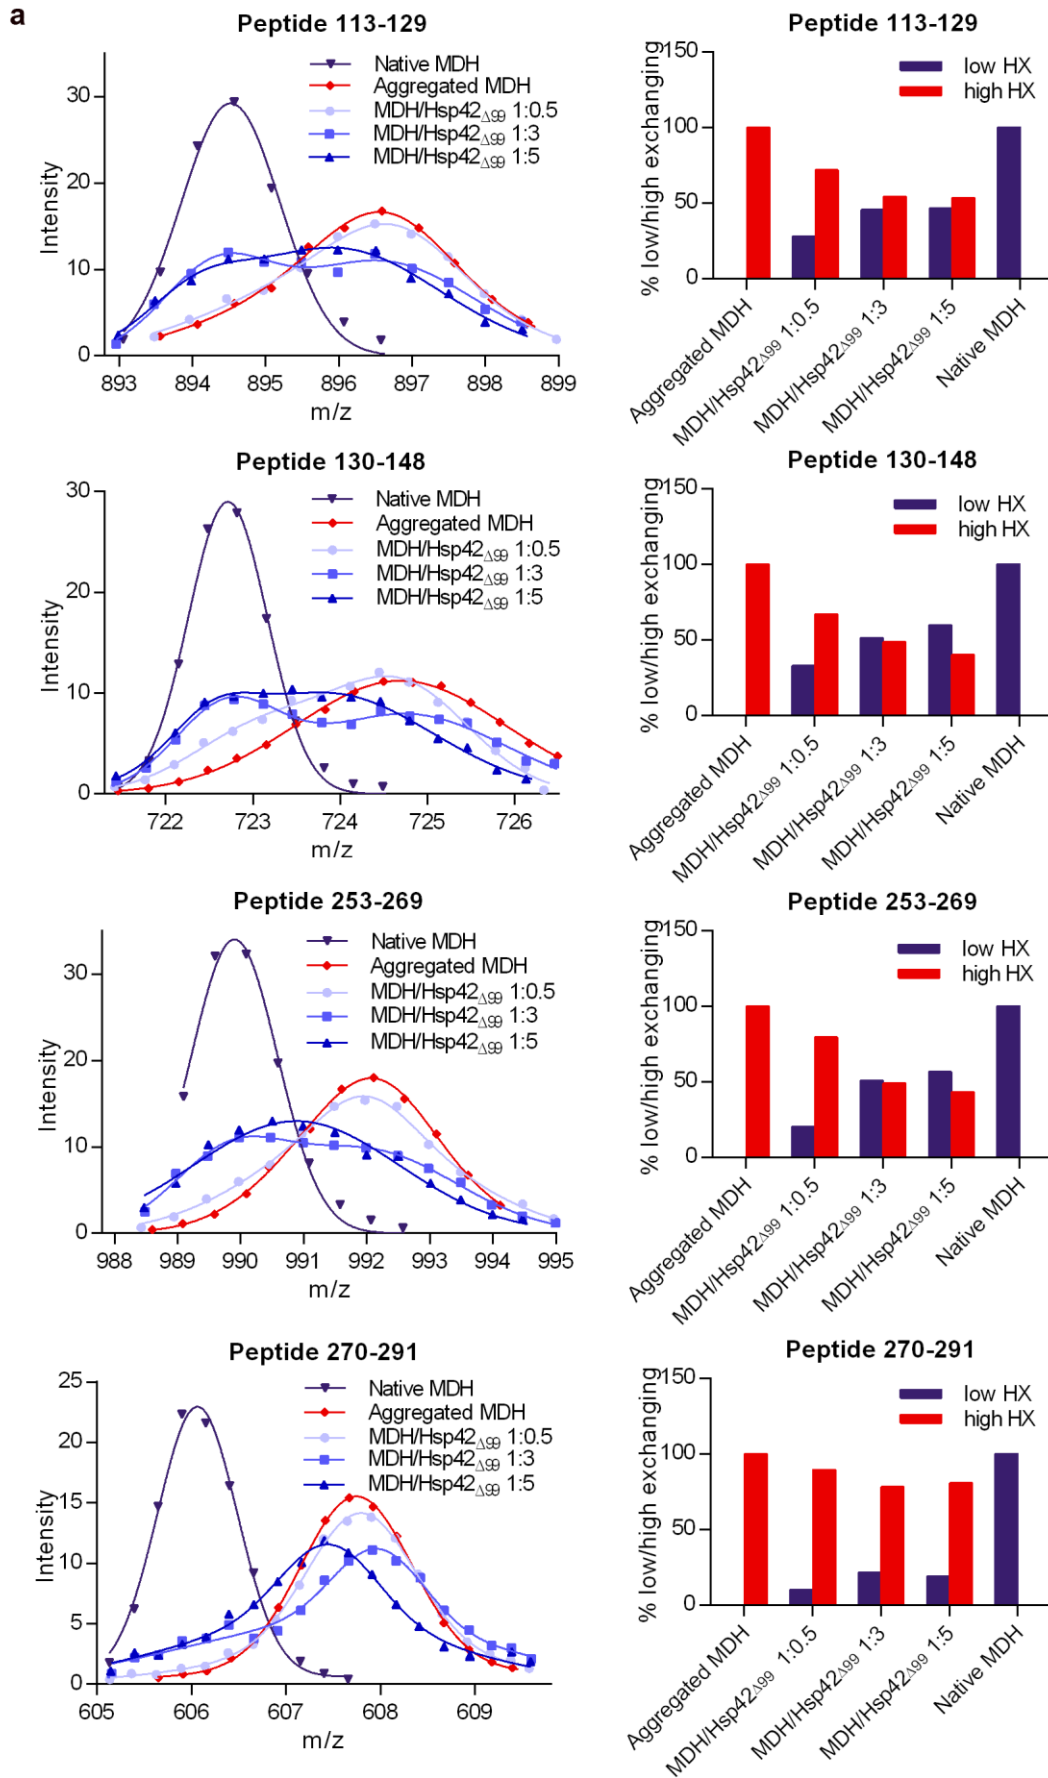 a
Peptide 113-129
Native MDH
Aggregated MDH
MDH/Hsp42Δ99 1:0.5
MDH/Hsp42Δ99 1:3
MDH/Hsp42Δ99 1:5
Intensity
30
20
10
0
893 894 895 896 897 898 899
m/z
Peptide 113-129
low HX
high HX
% low/high exchanging
150
100
50
0
Aggregated MDH
MDH/Hsp42Δ99 1:0.5
MDH/Hsp42Δ99 1:3
MDH/Hsp42Δ99 1:5
Native MDH
Peptide 130-148
Native MDH
Aggregated MDH
MDH/Hsp42Δ99 1:0.5
MDH/Hsp42Δ99 1:3
MDH/Hsp42Δ99 1:5
Intensity
30
20
10
0
722 723 724 725 726
m/z
Peptide 130-148
low HX
high HX
% low/high exchanging
150
100
50
0
Aggregated MDH
MDH/Hsp42Δ99 1:0.5
MDH/Hsp42Δ99 1:3
MDH/Hsp42Δ99 1:5
Native MDH
Peptide 253-269
Native MDH
Aggregated MDH
MDH/Hsp42Δ99 1:0.5
MDH/Hsp42Δ99 1:3
MDH/Hsp42Δ99 1:5
Intensity
30
20
10
0
988 989 990 991 992 993 994 995
m/z
Peptide 253-269
low HX
high HX
% low/high exchanging
150
100
50
0
Aggregated MDH
MDH/Hsp42Δ99 1:0.5
MDH/Hsp42Δ99 1:3
MDH/Hsp42Δ99 1:5
Native MDH
Peptide 270-291
Native MDH
Aggregated MDH
MDH/Hsp42Δ99 1:0.5
MDH/Hsp42Δ99 1:3
MDH/Hsp42Δ99 1:5
Intensity
25
20
15
10
5
0
605 606 607 608 609
m/z
Peptide 270-291
low HX
high HX
% low/high exchanging
150
100
50
0
Aggregated MDH
MDH/Hsp42Δ99 1:0.5
MDH/Hsp42Δ99 1:3
MDH/Hsp42Δ99 1:5
Native MDH